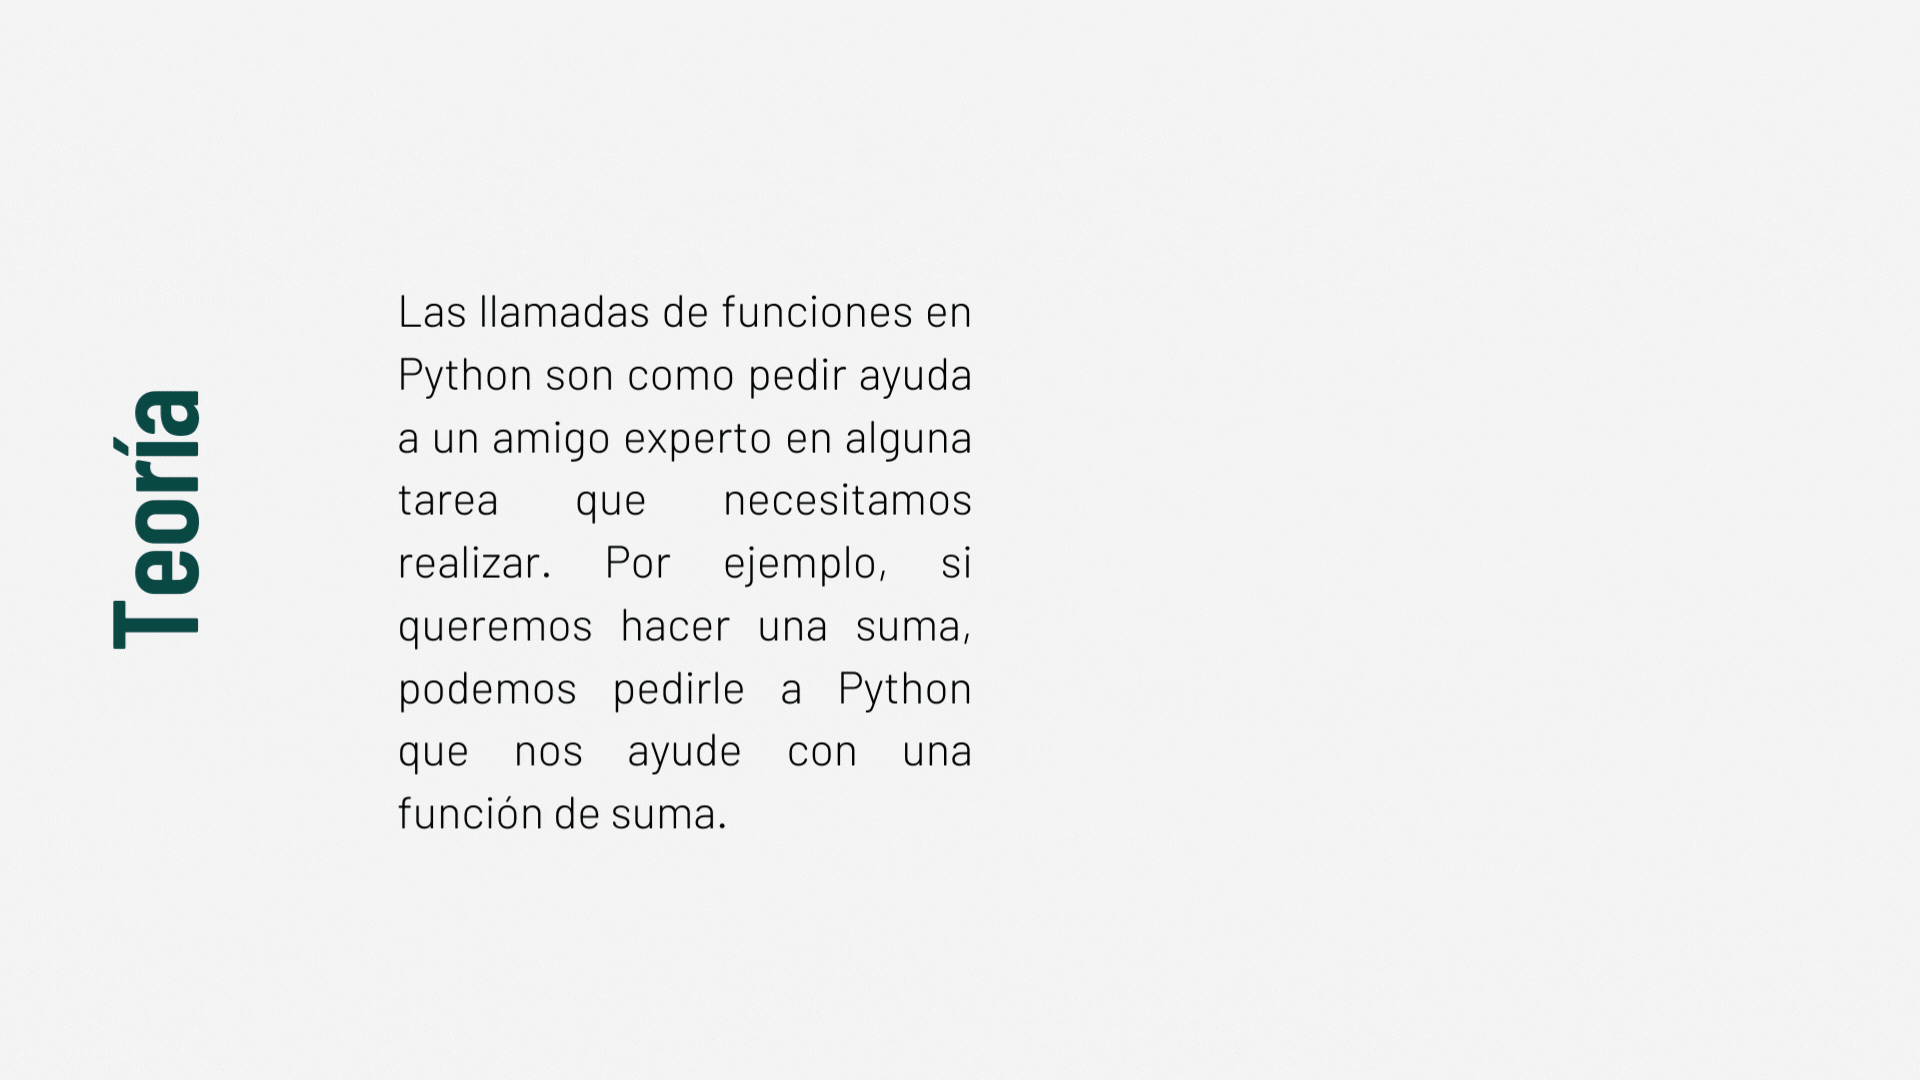 Teoría
Las llamadas de funciones en
Python son como pedir ayuda
a un amigo experto en alguna
tarea que necesitamos
realizar. Por ejemplo, si
queremos hacer una suma,
podemos pedirle a Python
que nos ayude con una
función de suma.